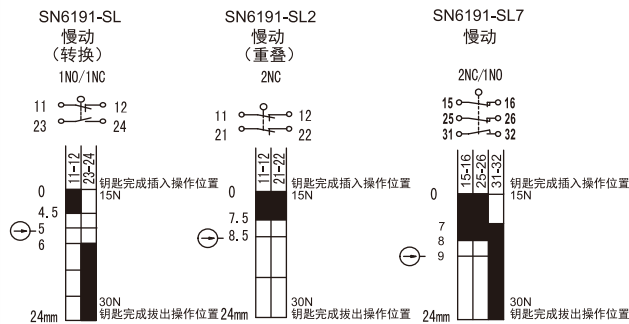 SN6191-SL
慢动
（转换）
1NO/1NC
11 12
23 24
11-12 23-24
0
4.5
5
6
24mm
钥匙完成插入操作位置
15N
30N
钥匙完成拔出操作位置
SN6191-SL2
慢动
（重叠）
2NC
11 12
21 22
11-12 21-22
0
7.5
8.5
24mm
钥匙完成插入操作位置
15N
30N
钥匙完成拔出操作位置
SN6191-SL7
慢动
2NC/1NO
15 16
25 26
31 32
15-16 25-26 31-32
0
7
8
9
24mm
钥匙完成插入操作位置
15N
30N
钥匙完成拔出操作位置